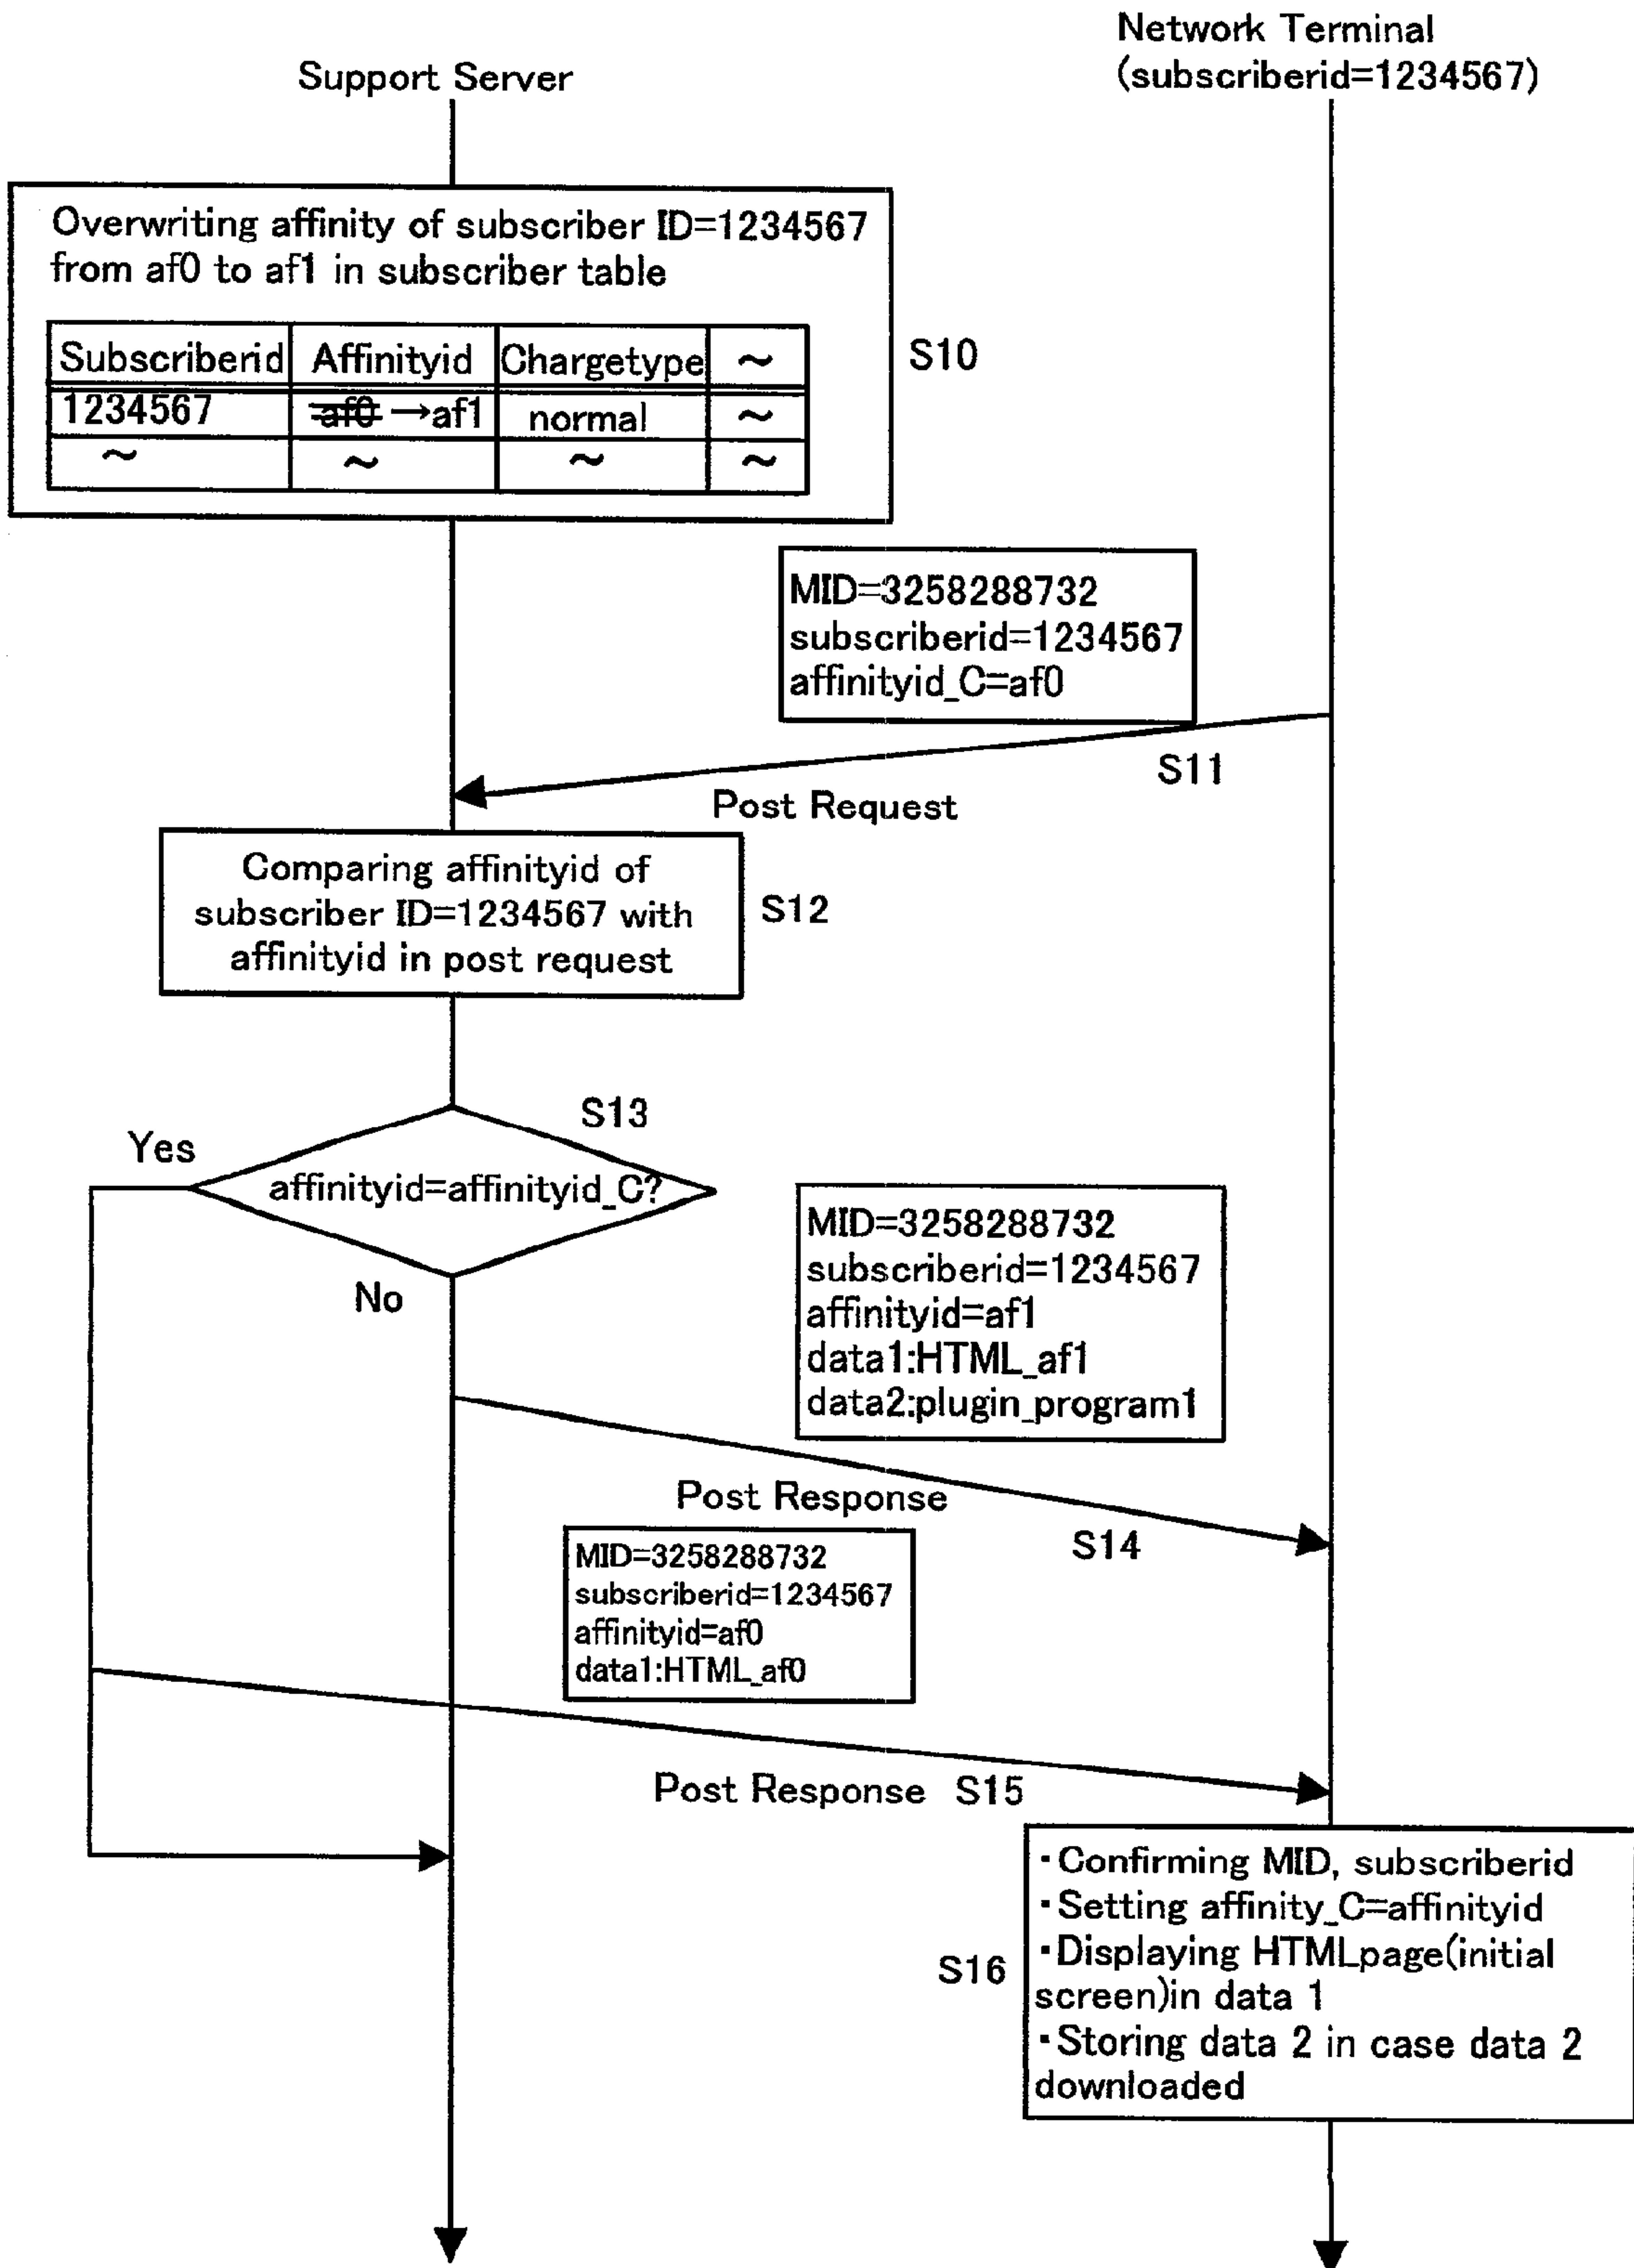 Network Terminal
(subscriberid=1234567)
Support Server
Overwriting affinity of subscriber ID=1234567
from af0 to af1 in subscriber table
Subscriberid Affinityid Chargetype ~
1234567 af0 →af1 normal ~
~ ~ ~ ~
S10
MID=3258288732
subscriberid=1234567
affinityid_C=af0
S11
Post Request
Comparing affinityid of
subscriber ID=1234567 with
affinityid in post request
S12
S13
Yes
affinityid=affinityid_C?
No
MID=3258288732
subscriberid=1234567
affinityid=af1
data1:HTML_af1
data2:plugin_program1
Post Response
S14
MID=3258288732
subscriberid=1234567
affinityid=af0
data1:HTML_af0
Post Response S15
S16
・Confirming MID, subscriberid
・Setting affinity_C=affinityid
・Displaying HTMLpage(initial
screen)in data 1
・Storing data 2 in case data 2
downloaded